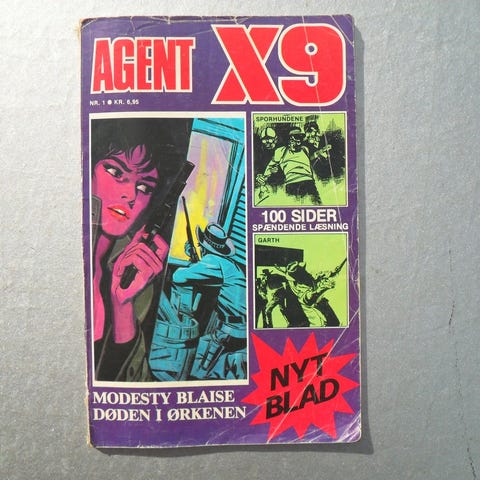 AGENT X9
NR. 1 ● KR. 6,95
SPORHUNDENE
100 SIDER
SPÆNDENDE LÆSNING
GARTH
NYT
BLAD
MODESTY BLAISE
DØDEN I ØRKENEN